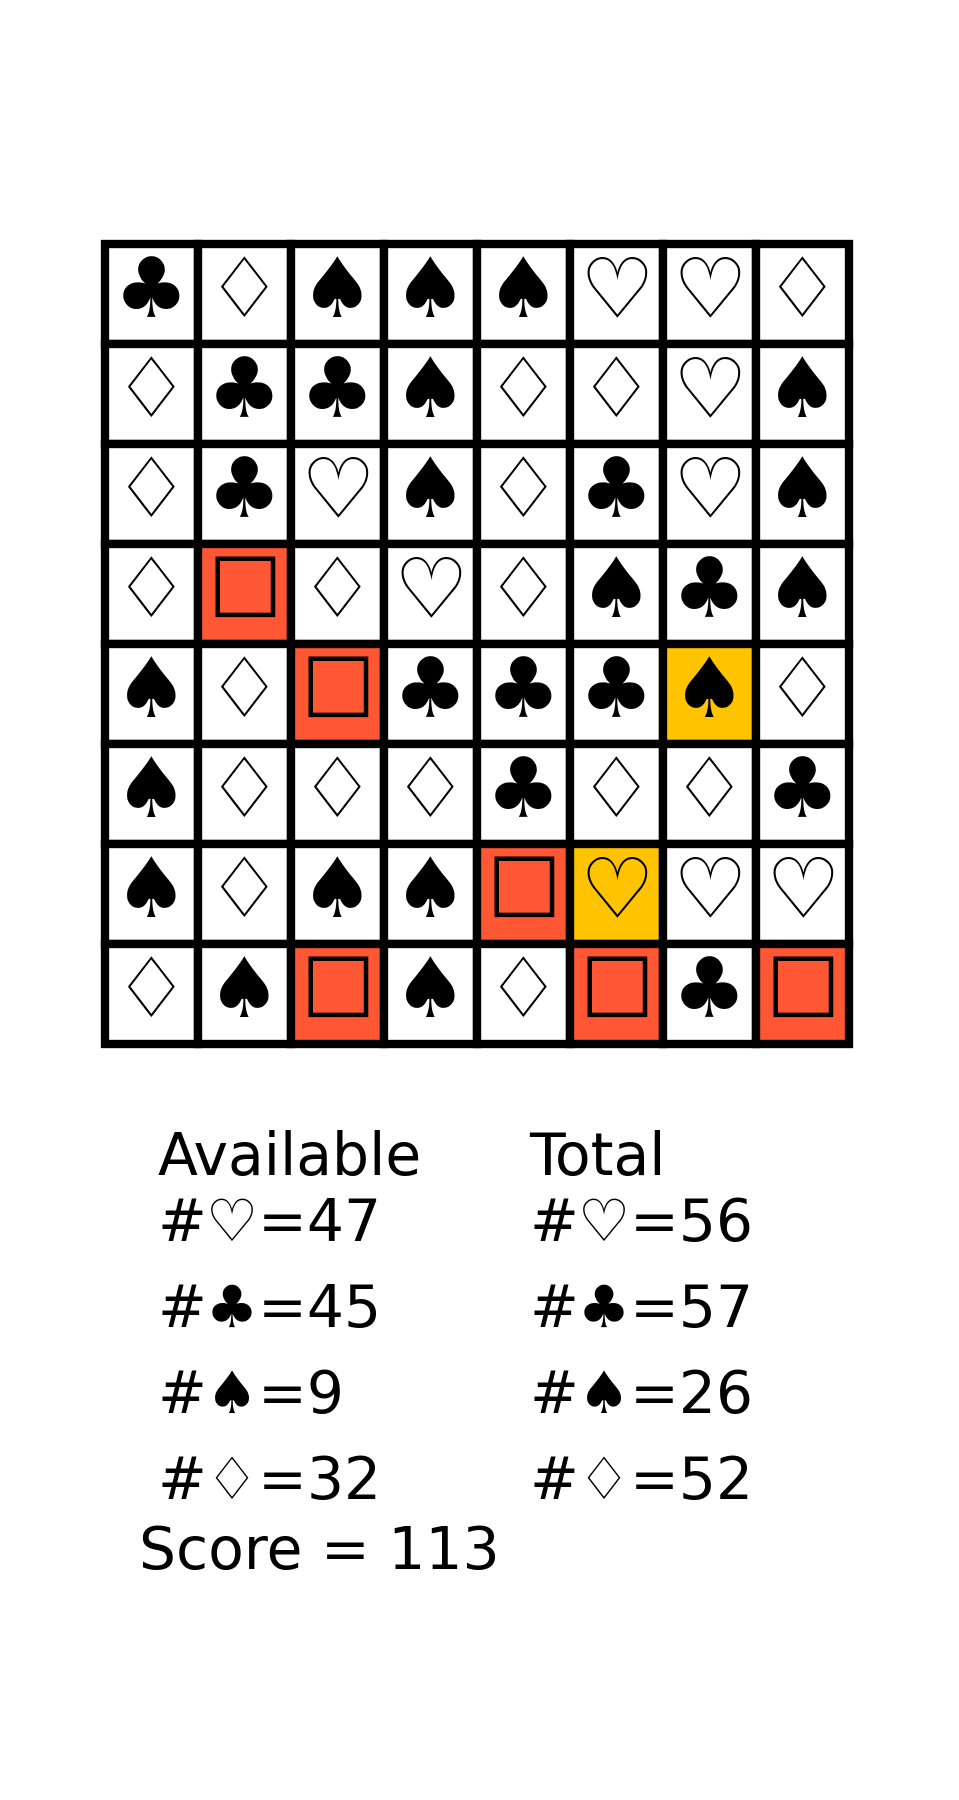 ♣ ♢ ♠ ♠ ♠ ♡ ♡ ♢
♢ ♣ ♣ ♠ ♢ ♢ ♡ ♠
♢ ♣ ♡ ♠ ♢ ♣ ♡ ♠
♢ □ ♢ ♡ ♢ ♠ ♣ ♠
♠ ♢ □ ♣ ♣ ♣ ♠ ♢
♠ ♢ ♢ ♢ ♣ ♢ ♢ ♣
♠ ♢ ♠ ♠ □ ♡ ♡ ♡
♢ ♠ □ ♠ ♢ □ ♣ □
Available Total
#♡=47 #♡=56
#♣=45 #♣=57
#♠=9 #♠=26
#♢=32 #♢=52
Score = 113